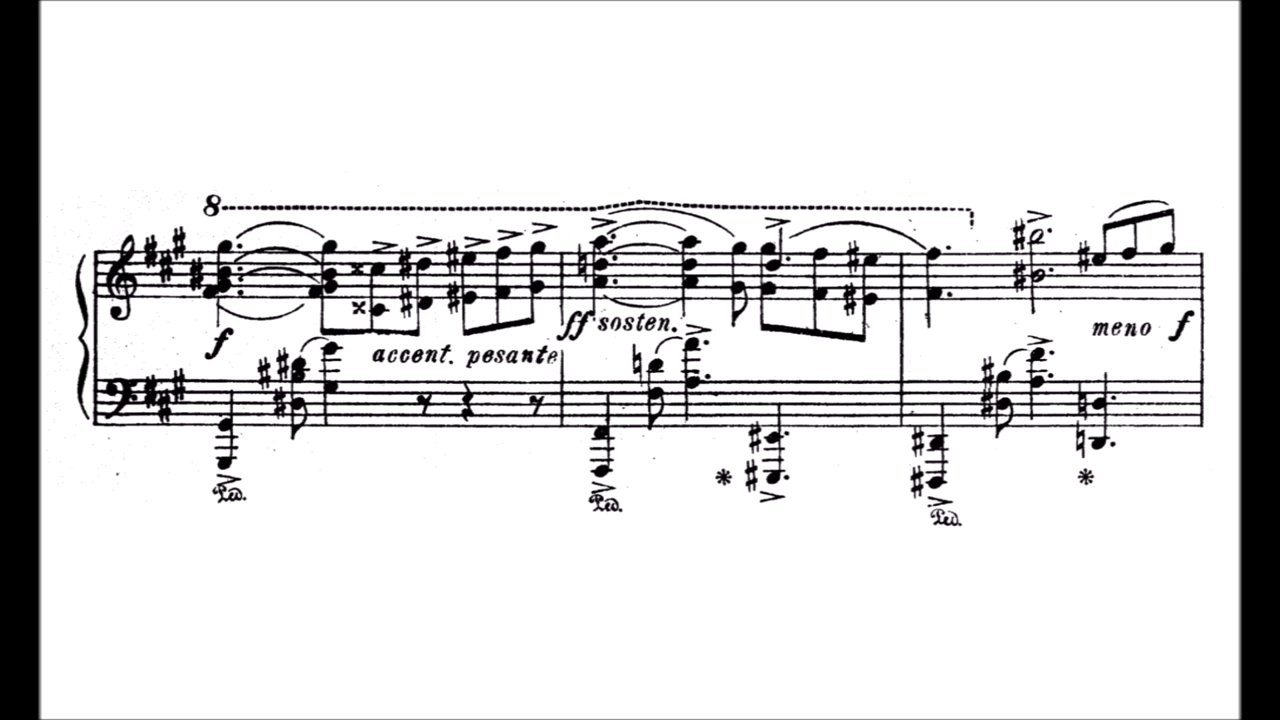 8
f
accent. pesante
ff sosten.
meno f
Ped.
Ped.
Ped.